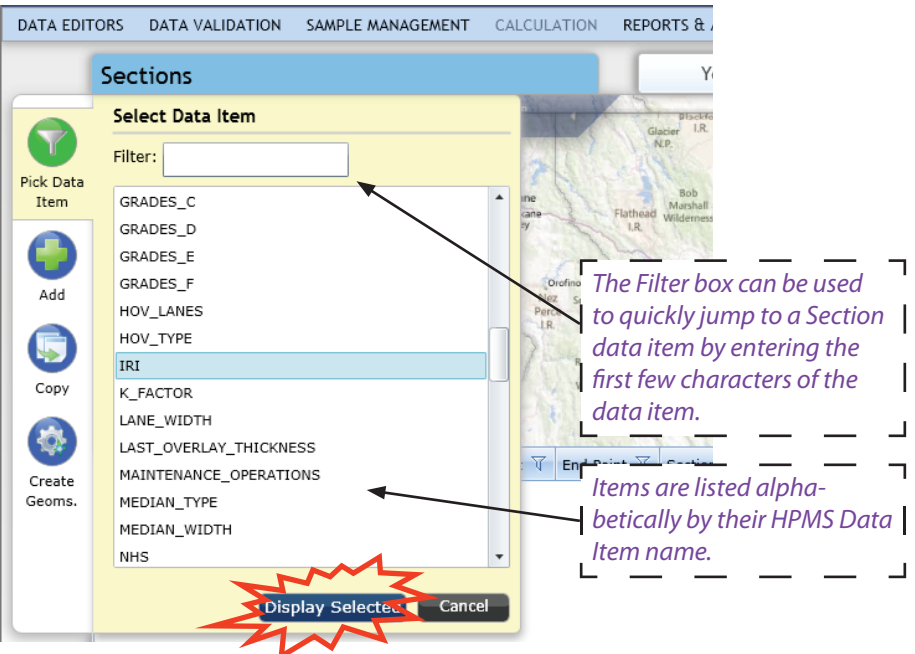 DATA EDITORS DATA VALIDATION SAMPLE MANAGEMENT CALCULATION REPORTS &
Sections
Select Data Item
Filter:
Pick Data
Item
Add
Copy
Create
Geoms.
GRADES_C
GRADES_D
GRADES_E
GRADES_F
HOV_LANES
HOV_TYPE
IRI
K_FACTOR
LANE_WIDTH
LAST_OVERLAY_THICKNESS
MAINTENANCE_OPERATIONS
MEDIAN_TYPE
MEDIAN_WIDTH
NHS
Display Selected Cancel
Glacier I.R.
N.P.
Bob
Flathead Marshall
I.R. Wilderness
Orofino
Nez
Perce
I.R.
The Filter box can be used
to quickly jump to a Section
data item by entering the
first few characters of the
data item.
Items are listed alpha-
betically by their HPMS Data
Item name.